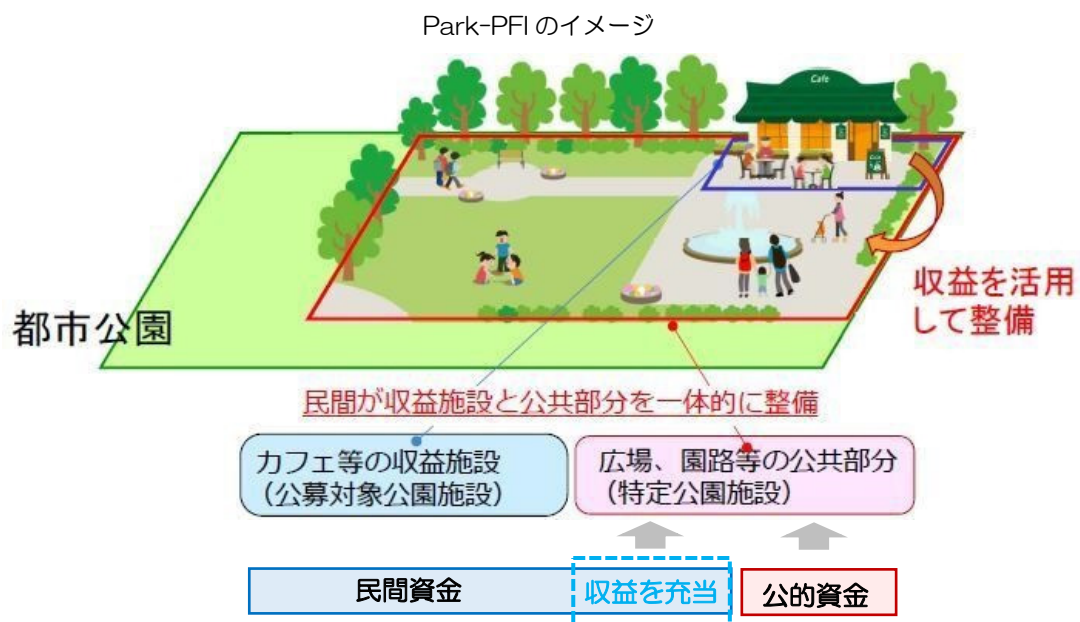 Park-PFI のイメージ
Cafe
都市公園
収益を活用
して整備
民間が収益施設と公共部分を一体的に整備
カフェ等の収益施設
（公募対象公園施設）
広場、園路等の公共部分
（特定公園施設）
民間資金
収益を充当
公的資金